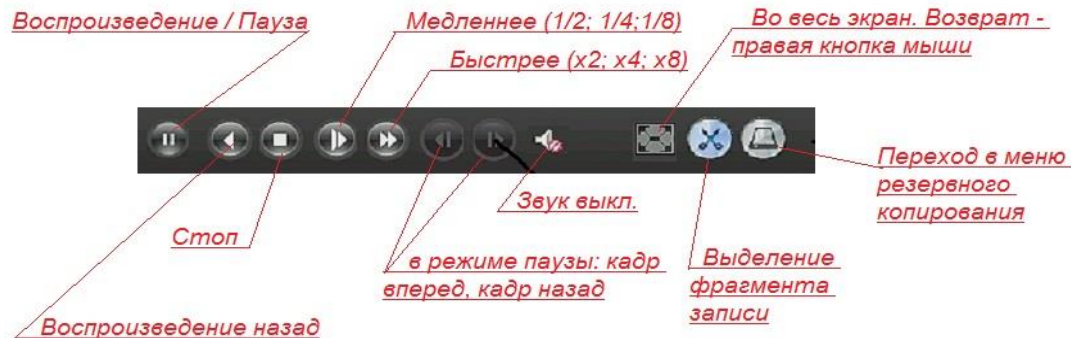 Воспроизведение / Пауза
Медленнее (1/2; 1/4;1/8)
Быстрее (x2; x4; x8)
Во весь экран. Возврат -
правая кнопка мыши
Переход в меню
резервного
копирования
Звук выкл.
Стоп
в режиме паузы: кадр
вперед, кадр назад
Выделение
фрагмента
записи
Воспроизведение назад